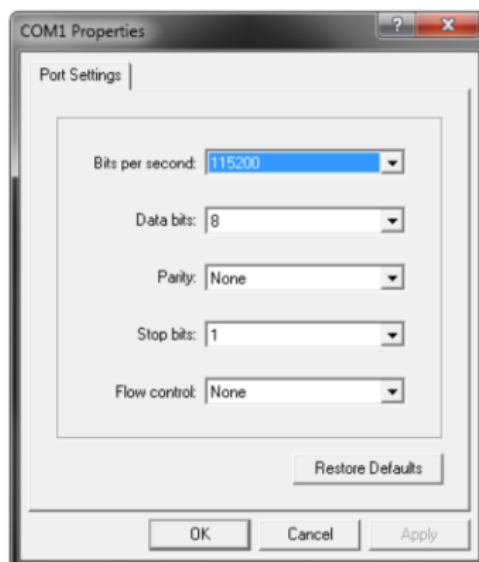 COM1 Properties
Port Settings
Bits per second: 115200
Data bits: 8
Parity: None
Stop bits: 1
Flow control: None
Restore Defaults
OK Cancel Apply